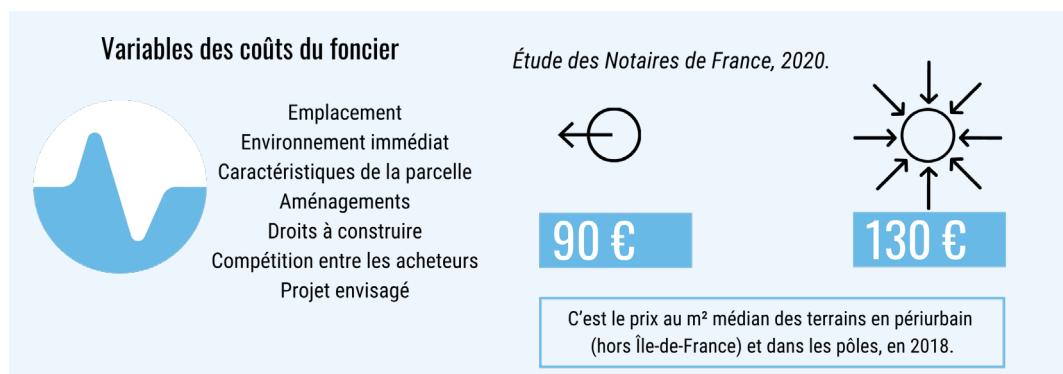 Variables des coûts du foncier
Emplacement
Environnement immédiat
Caractéristiques de la parcelle
Aménagements
Droits à construire
Compétition entre les acheteurs
Projet envisagé
Étude des Notaires de France, 2020.
90 €
130 €
C’est le prix au m² médian des terrains en périurbain
(hors Île-de-France) et dans les pôles, en 2018.